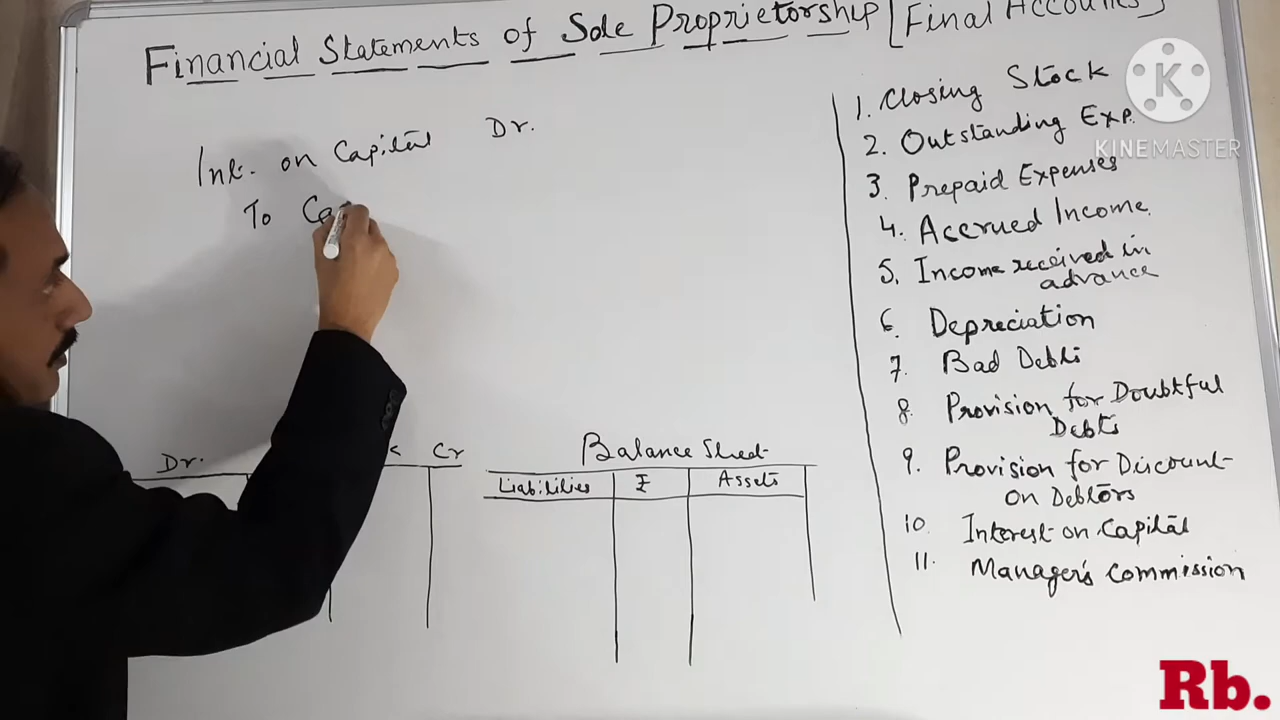 Financial Statements of Sole Proprietorship [Final Accounts]
Int. on Capital Dr.
To
Dr. Cr
Balance Sheet
Liabilities ₹ Assets
1. Closing Stock
2. Outstanding Exp.
3. Prepaid Expenses
4. Accrued Income
5. Income received in
advance
6. Depreciation
7. Bad Debts
8. Provision for Doubtful
Debts
9. Provision for Discount
on Debtors
10. Interest on Capital
11. Manager's Commission
K
KINEMASTER
Rb.